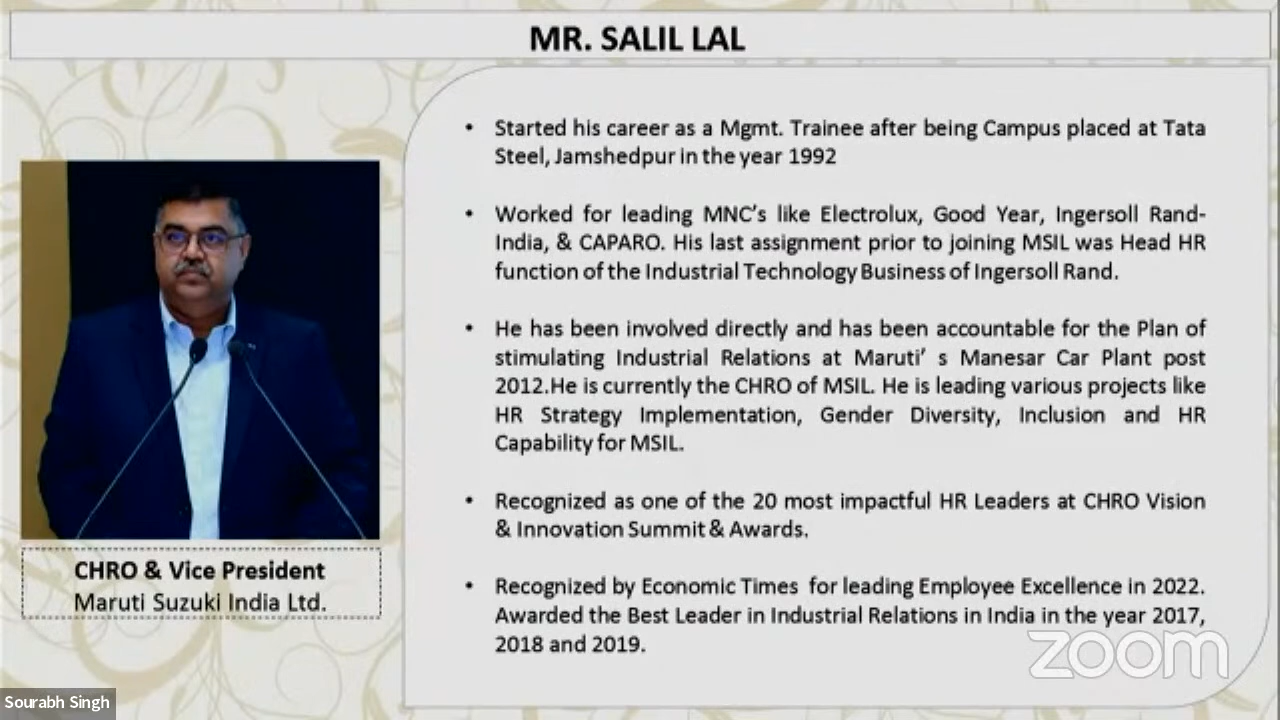 MR. SALIL LAL
• Started his career as a Mgmt. Trainee after being Campus placed at Tata
Steel, Jamshedpur in the year 1992
• Worked for leading MNC's like Electrolux, Good Year, Ingersoll Rand-
India, & CAPARO. His last assignment prior to joining MSIL was Head HR
function of the Industrial Technology Business of Ingersoll Rand.
• He has been involved directly and has been accountable for the Plan of
stimulating Industrial Relations at Maruti' s Manesar Car Plant post
2012.He is currently the CHRO of MSIL. He is leading various projects like
HR Strategy Implementation, Gender Diversity, Inclusion and HR
Capability for MSIL.
• Recognized as one of the 20 most impactful HR Leaders at CHRO Vision
& Innovation Summit & Awards.
• Recognized by Economic Times for leading Employee Excellence in 2022.
Awarded the Best Leader in Industrial Relations in India in the year 2017,
2018 and 2019.
CHRO & Vice President
Maruti Suzuki India Ltd.
zoom
Sourabh Singh